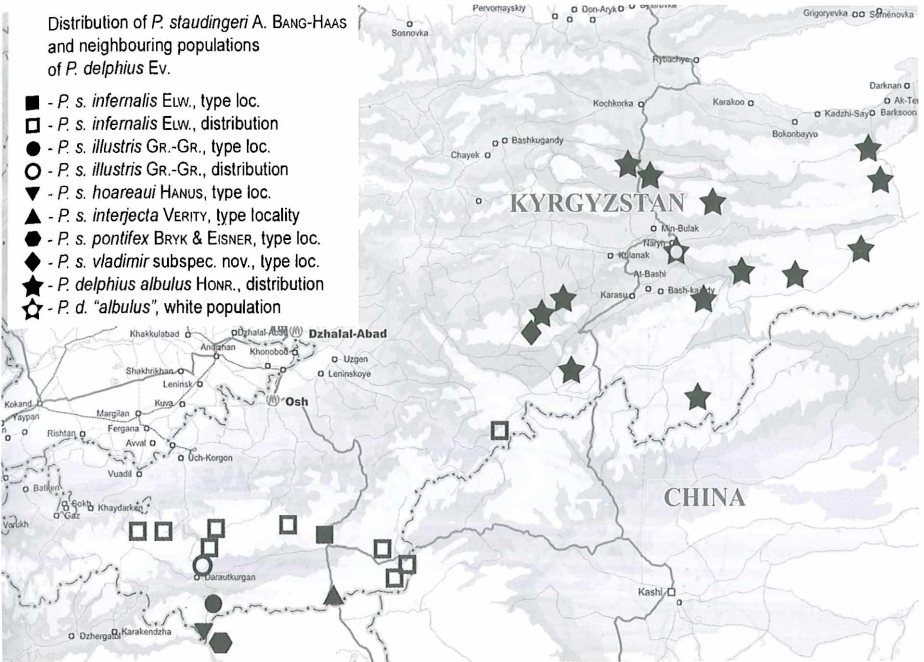 Distribution of P. staudingeri A. BANG-HAAS
and neighbouring populations
of P. delphius EV.
- P. s. infernalis ELW., type loc.
- P. s. infernalis ELW., distribution
- P. s. illustris GR.-GR., type loc.
- P. s. illustris GR.-GR., distribution
- P. s. hoareaui HANUS, type loc.
- P. s. interjecta VERITY, type locality
- P. s. pontifex BRYK & EISNER, type loc.
- P. s. vladimir subspec. nov., type loc.
- P. delphius albulus HONR., distribution
- P. d. "albulus", white population
Pervomayskiy
Don-Aryk
Grigoryevka
Semënovka
Sosnovka
Rybachye
Darknan
Ak-Te
Kochkorka
Karakoo
Kadzhi-Say
Barksoon
Bokonbayvo
Bashkugandy
Chayek
KYRGYZSTAN
Min-Bulak
Naryn
Kulanak
At-Bashi
Karasu
Bash-kaindy
Khakkulabad
Dzhalal-Abad
Dzhalal-Abad
Andizhan
Khonobod
Uzgen
Shakhrikhan
Leninskoye
Leninsk
Kokand
Kuva
Osh
Yaypan
Margilan
Fergana
Rishtan
Avval
Uch-Korgon
Vuadil
Batken
Sokh
Gaz
Khaydarken
Vorukh
CHINA
Darautkurgan
Kashi
Dzhergatal
Karakendzha